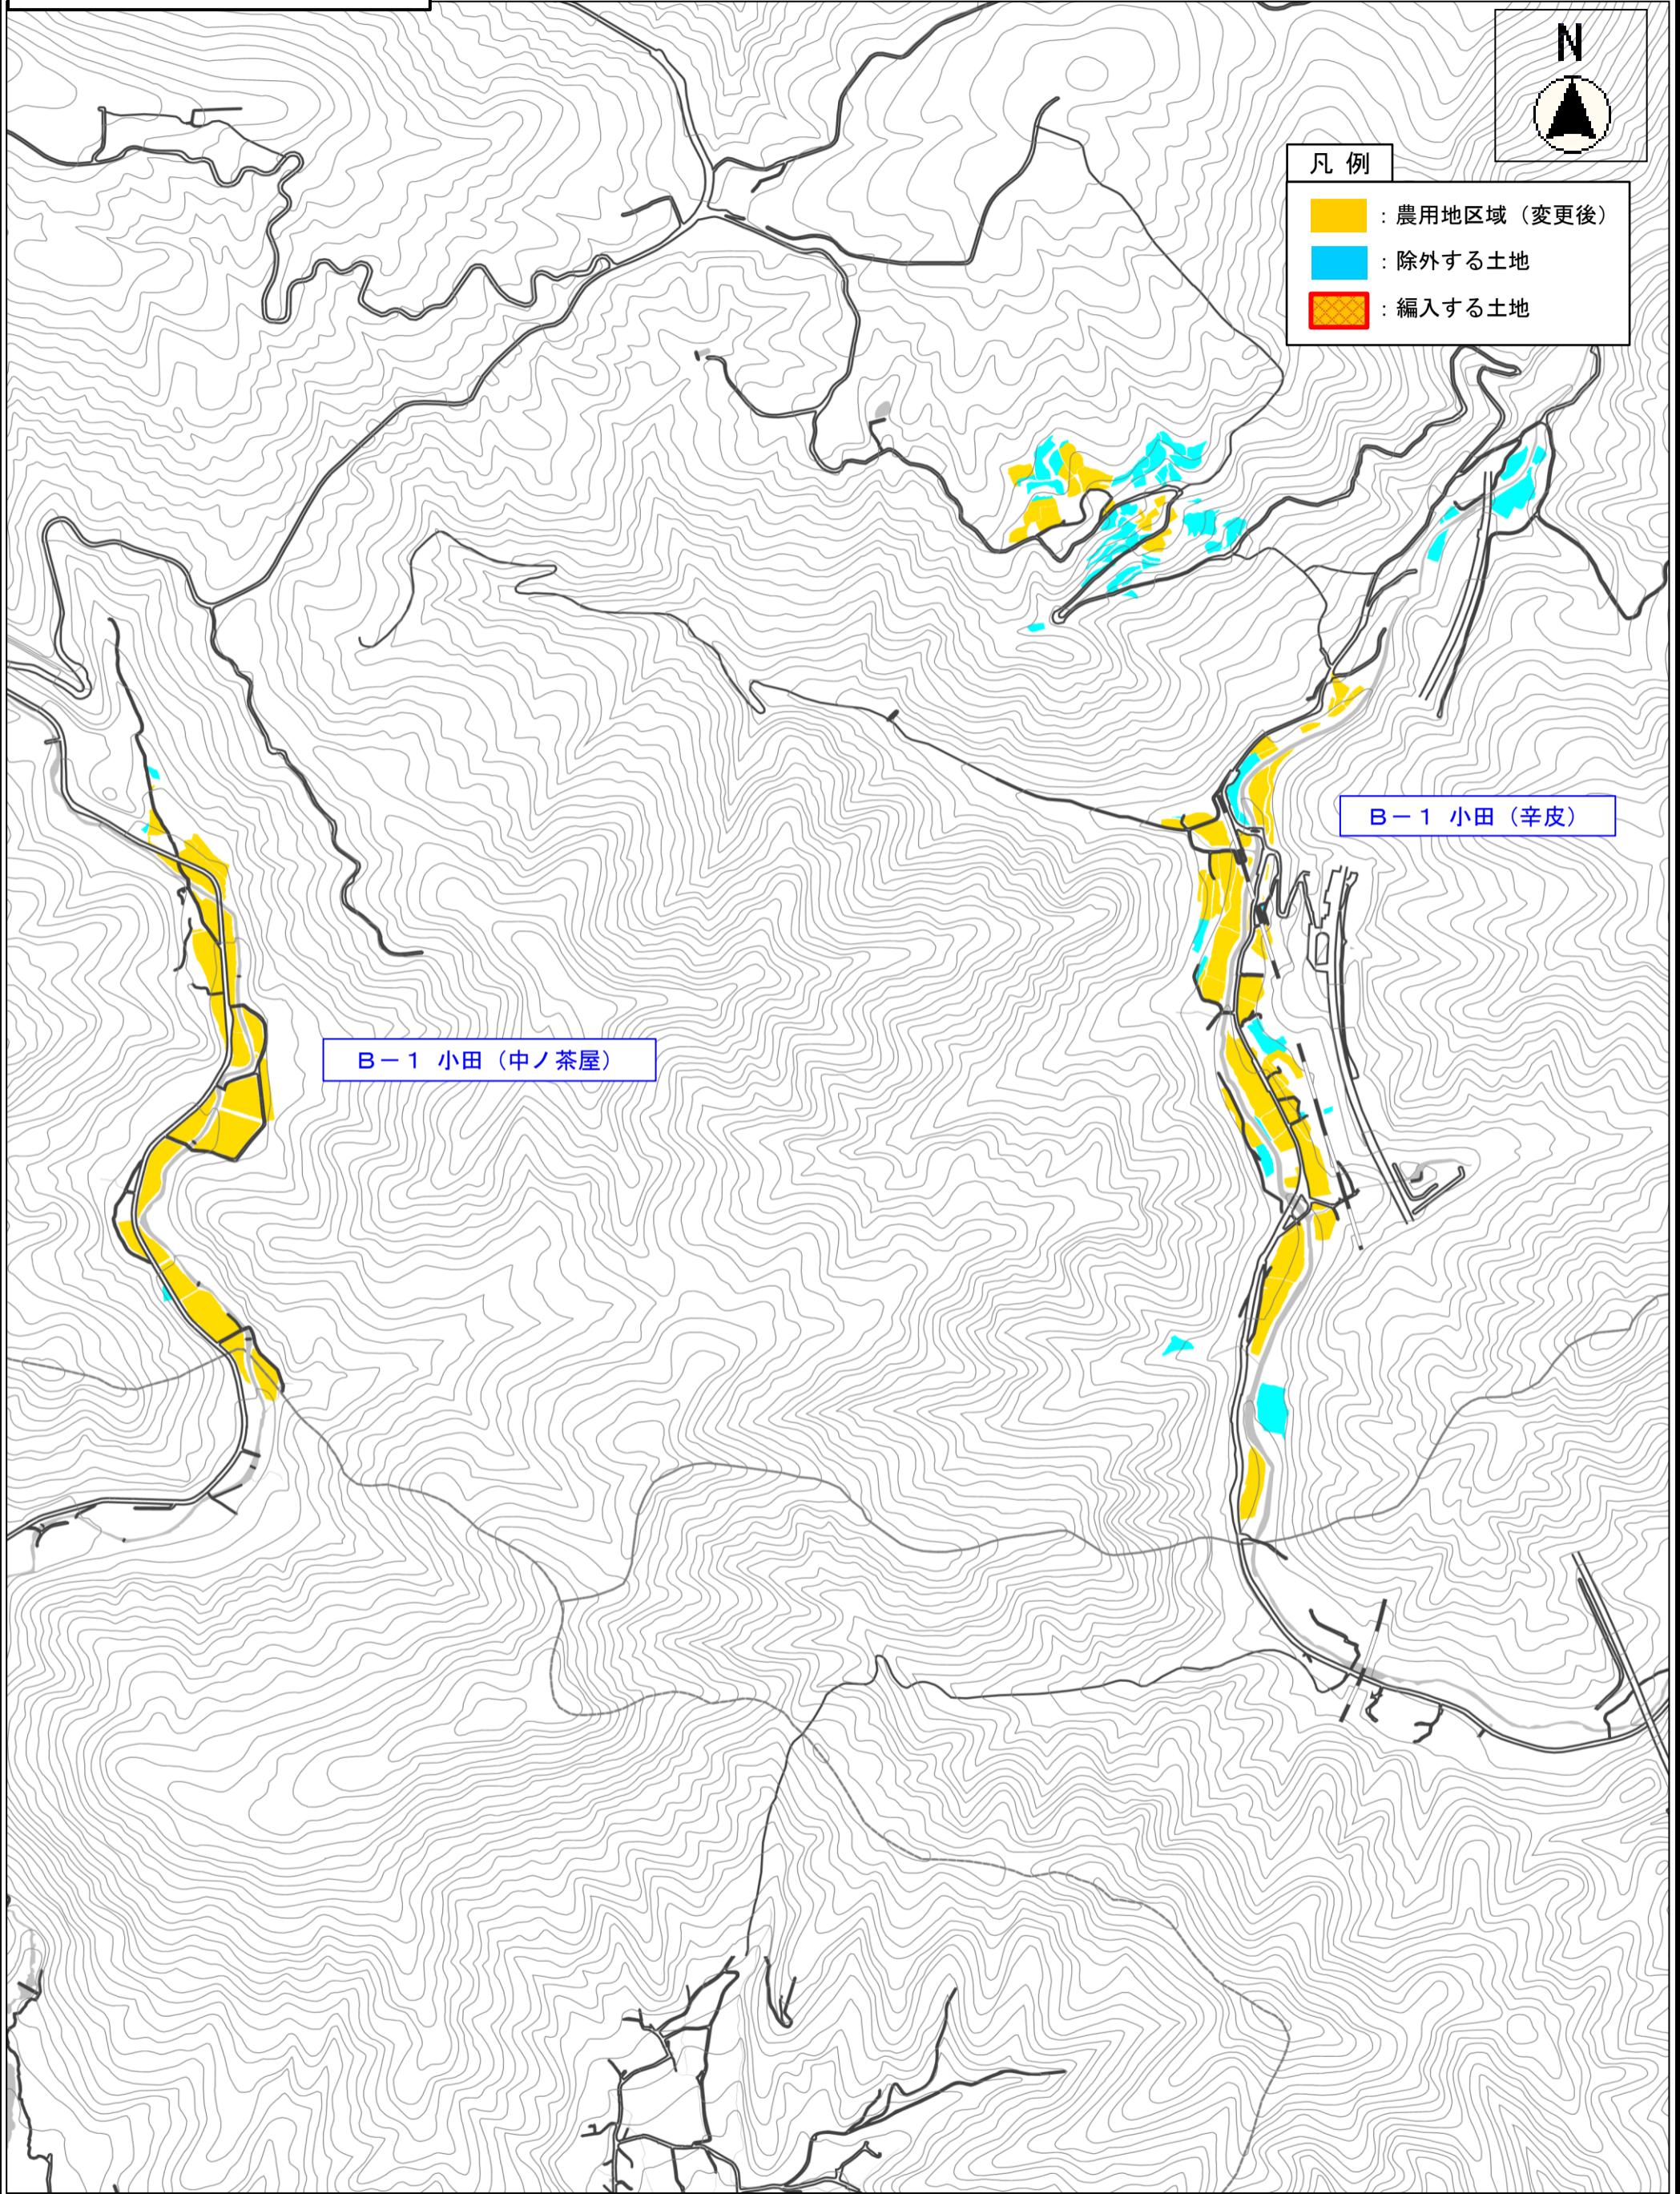 N
凡 例
：農用地区域（変更後）
：除外する土地
：編入する土地
Ｂ－１ 小田（辛皮）
Ｂ－１ 小田（中ノ茶屋）